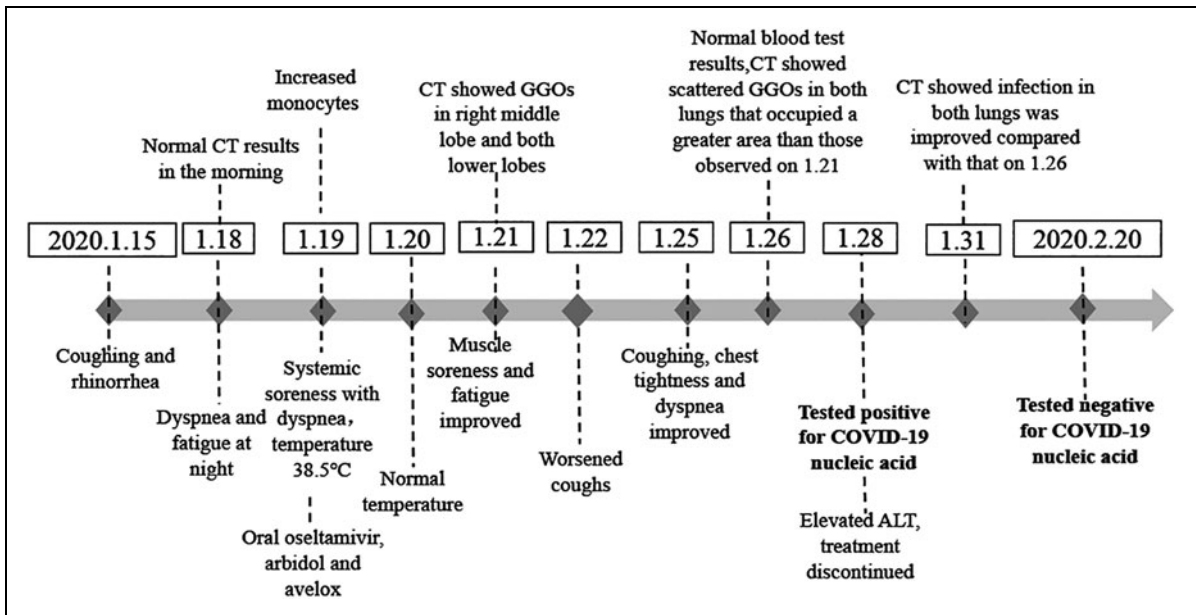 Normal CT results
in the morning
Increased
monocytes
CT showed GGOs
in right middle
lobe and both
lower lobes
Normal blood test
results,CT showed
scattered GGOs in both
lungs that occupied a
greater area than those
observed on 1.21
CT showed infection in
both lungs was
improved compared
with that on 1.26
2020.1.15
1.18
1.19
1.20
1.21
1.22
1.25
1.26
1.28
1.31
2020.2.20
Coughing and
rhinorrhea
Dyspnea and
fatigue at
night
Systemic
soreness with
dyspnea，
temperature
38.5°C
Oral oseltamivir,
arbidol and
avelox
Normal
temperature
Muscle
soreness and
fatigue
improved
Worsened
coughs
Coughing, chest
tightness and
dyspnea
improved
Tested positive
for COVID-19
nucleic acid
Elevated ALT,
treatment
discontinued
Tested negative
for COVID-19
nucleic acid